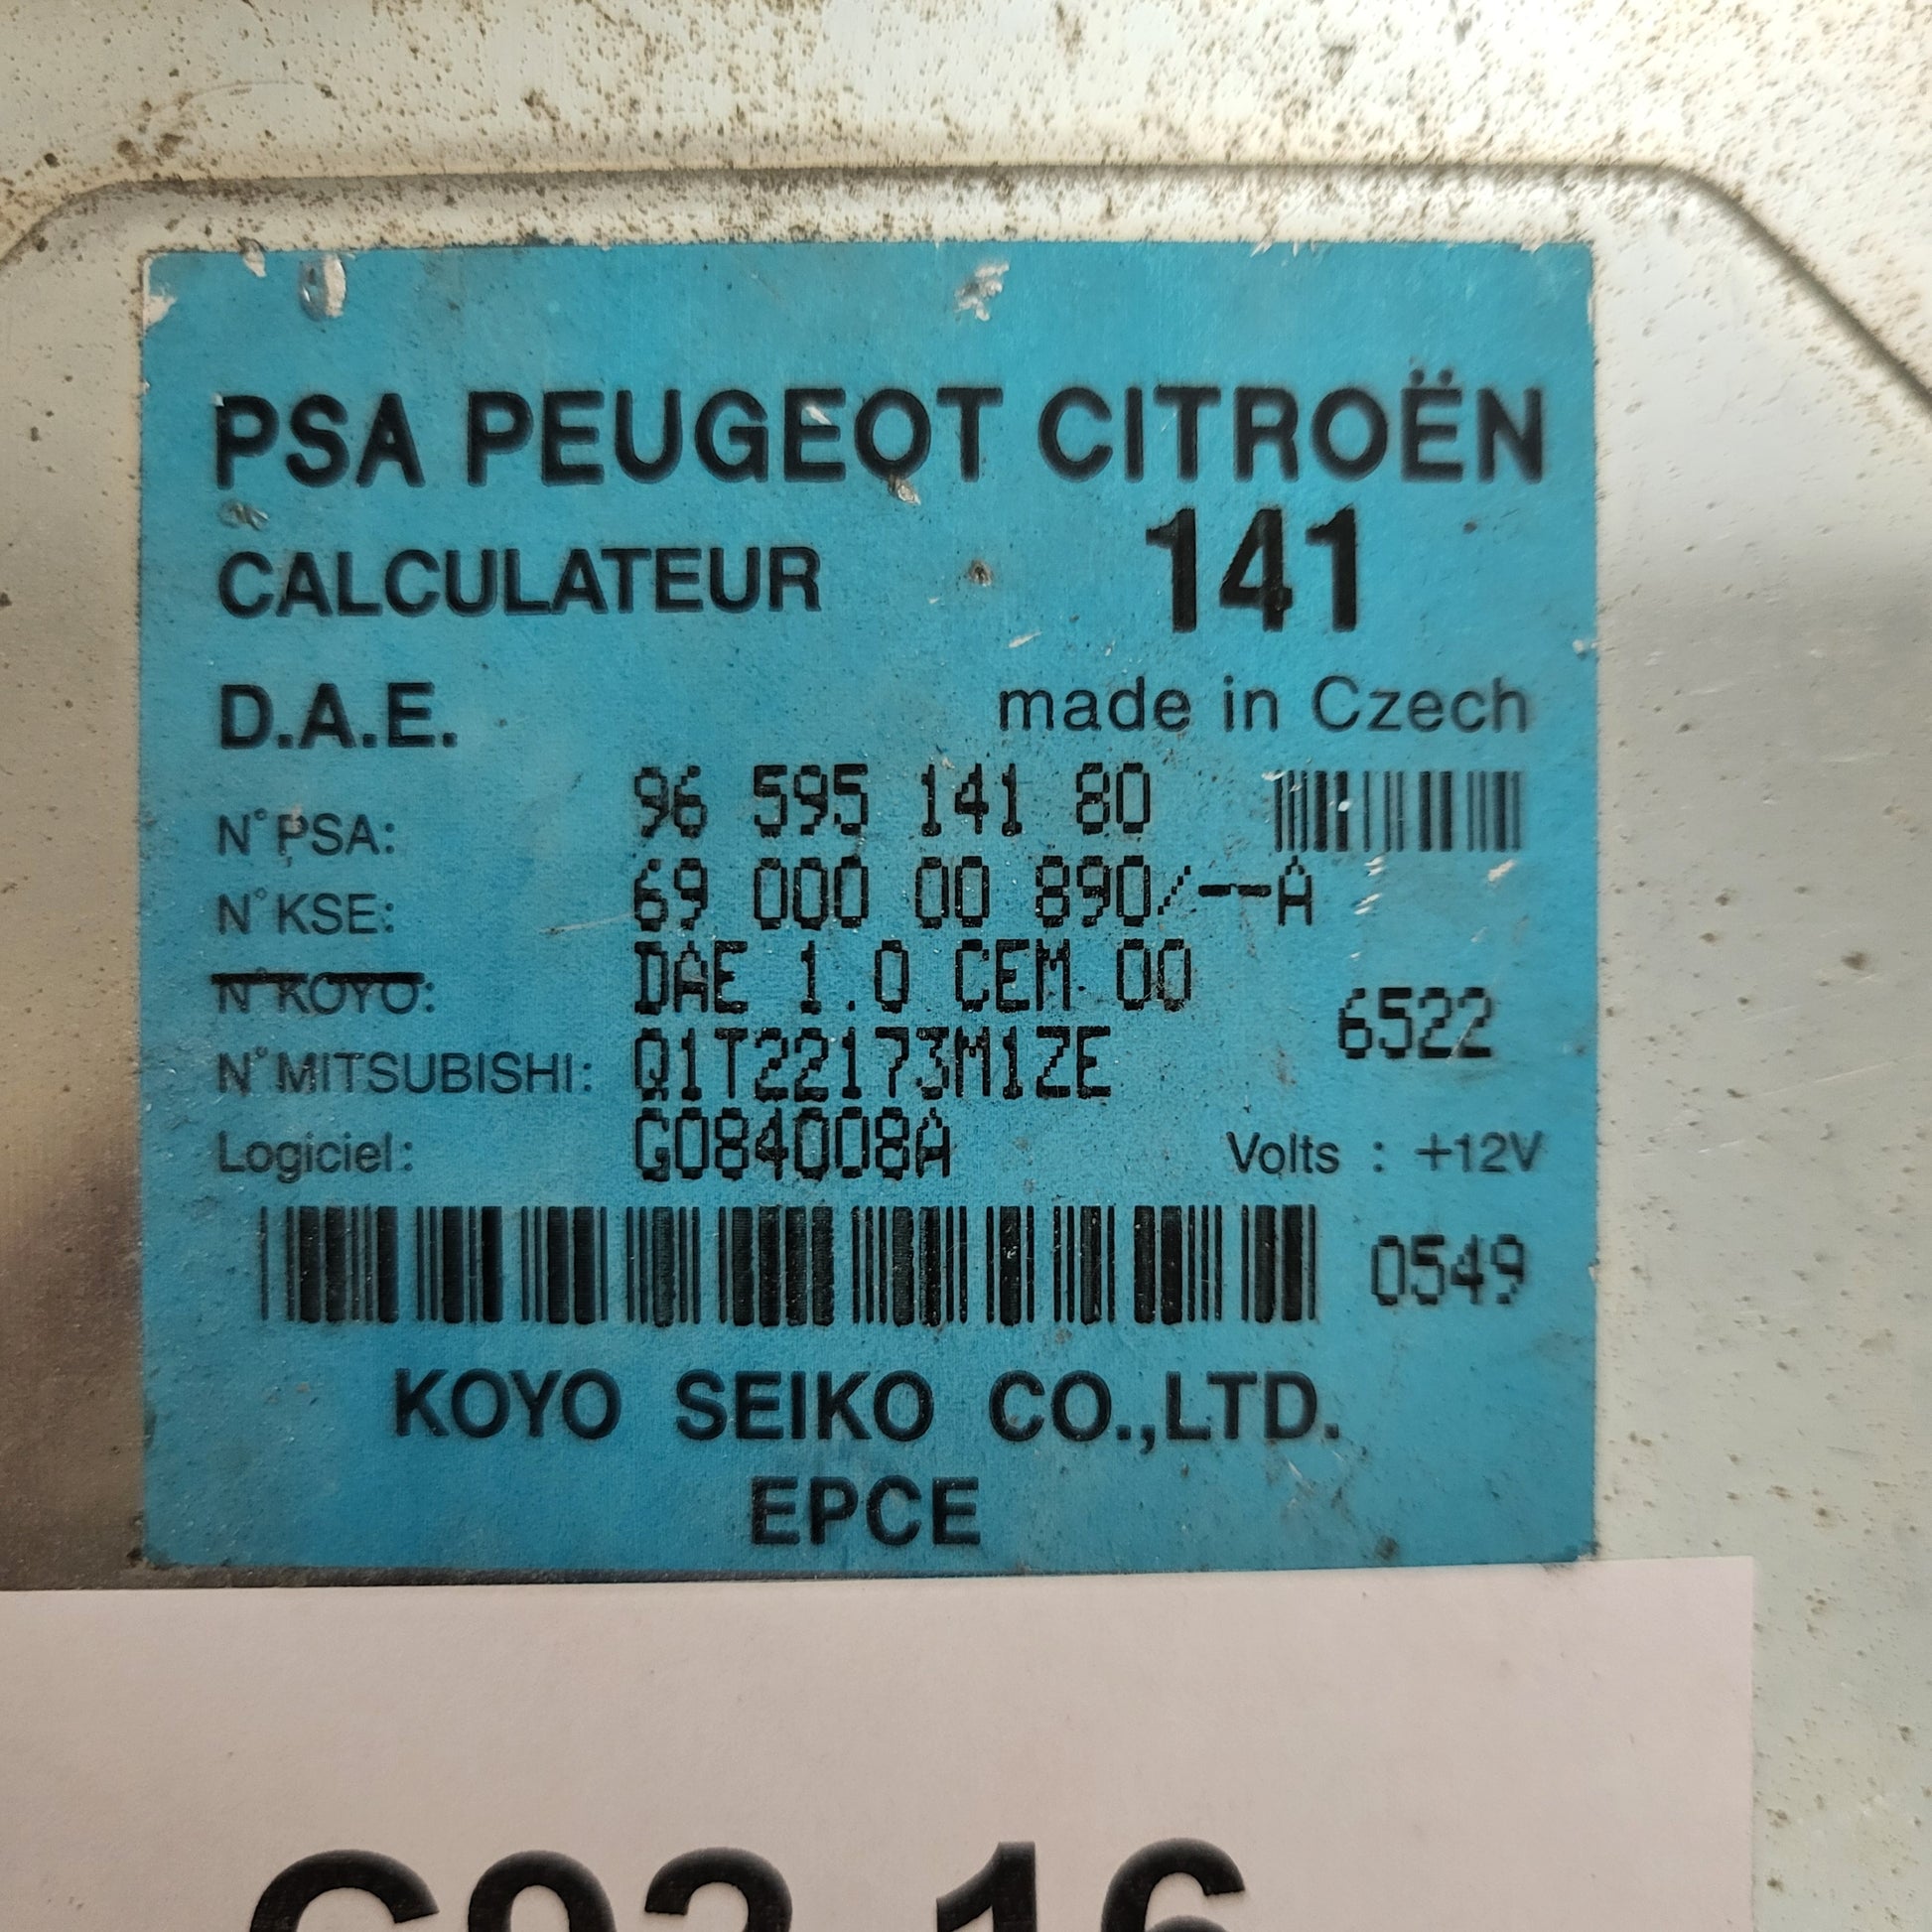 PSA PEUGEOT CITROËN
CALCULATEUR 141
D.A.E. made in Czech
N° PSA: 96 595 141 80
N° KSE: 69 000 00 890/--A
N° KOYO: DAE 1.0 CEM 00
6522
N° MITSUBISHI: Q1T22173M1ZE
Logiciel: G084008A Volts : +12V
0549
KOYO SEIKO CO.,LTD.
EPCE